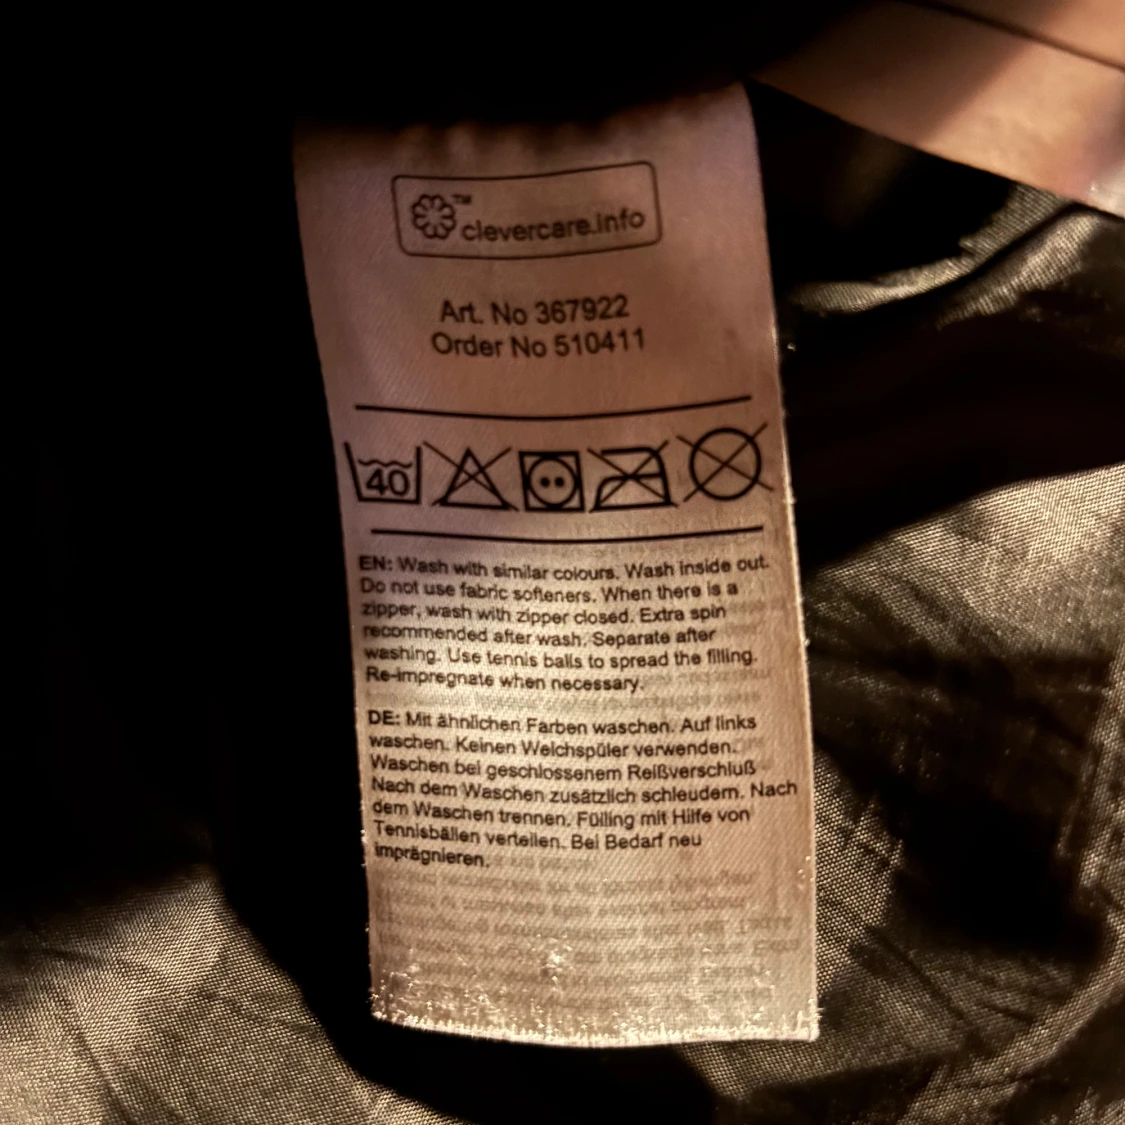 ™
clevercare.info
Art. No 367922
Order No 510411
40
EN: Wash with similar colours. Wash inside out.
Do not use fabric softeners. When there is a
zipper, wash with zipper closed. Extra spin
recommended after wash. Separate after
washing. Use tennis balls to spread the filling.
Re-impregnate when necessary.
DE: Mit ähnlichen Farben waschen. Auf links
waschen. Keinen Weichspüler verwenden.
Waschen bei geschlossenem Reißverschluß
Nach dem Waschen zusätzlich schleudern. Nach
dem Waschen trennen. Fülling mit Hilfe von
Tennisbällen verteilen. Bei Bedarf neu
imprägnieren.